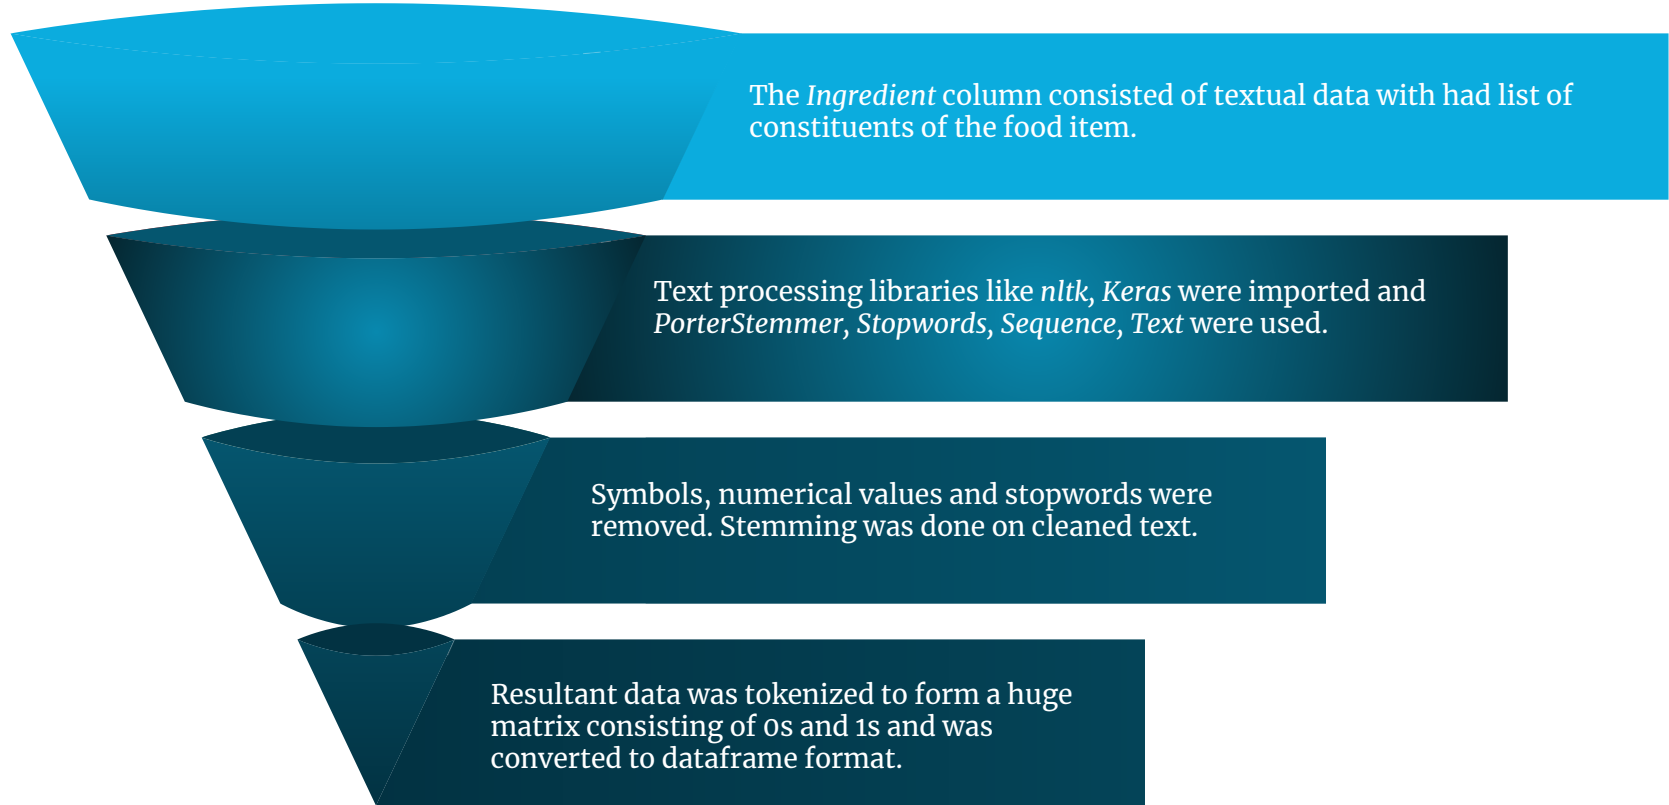 The Ingredient column consisted of textual data with had list of
constituents of the food item.
Text processing libraries like nltk, Keras were imported and
PorterStemmer, Stopwords, Sequence, Text were used.
Symbols, numerical values and stopwords were
removed. Stemming was done on cleaned text.
Resultant data was tokenized to form a huge
matrix consisting of 0s and 1s and was
converted to dataframe format.